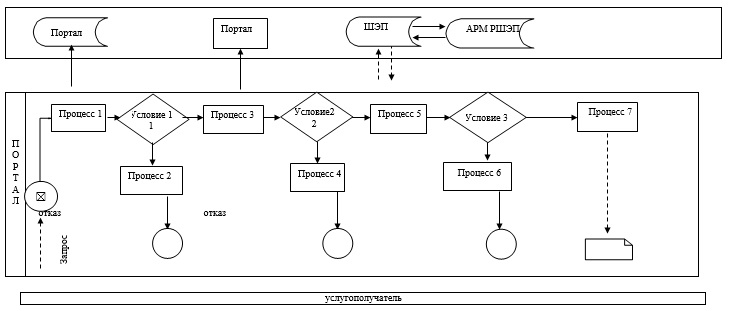 Портал
Портал
ШЭП
АРМ РШЭП
ПОРТАЛ
Процесс 1
Условие 1
1
Процесс 3
Условие2
2
Процесс 5
Условие 3
Процесс 7
Процесс 2
Процесс 4
Процесс 6
отказ
отказ
Запрос
услугополучатель